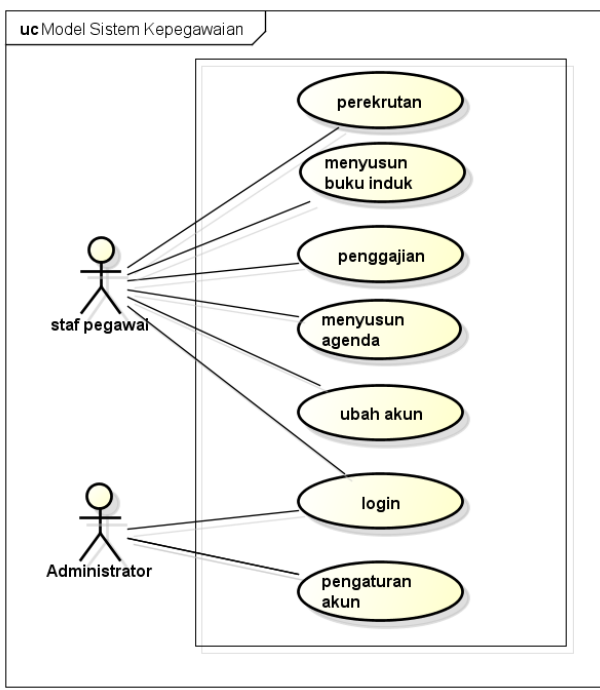 uc Model Sistem Kepegawaian
perekrutan
menyusun
buku induk
penggajian
staf pegawai
menyusun
agenda
ubah akun
login
Administrator
pengaturan
akun